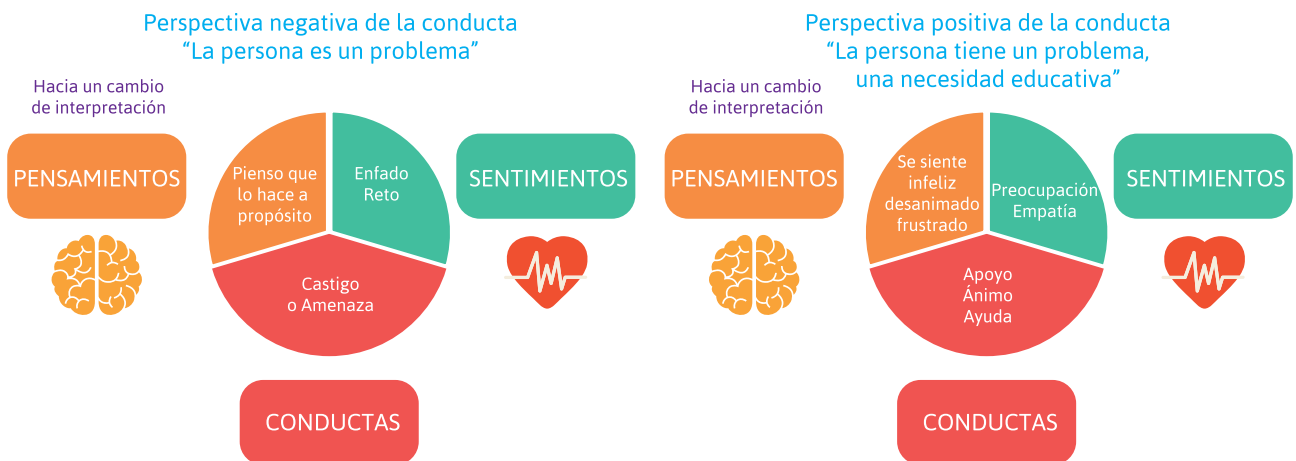 Perspectiva negativa de la conducta
“La persona es un problema”
Hacia un cambio
de interpretación
PENSAMIENTOS
Pienso que
lo hace a
propósito
Enfado
Reto
SENTIMIENTOS
Castigo
o Amenaza
CONDUCTAS
Perspectiva positiva de la conducta
“La persona tiene un problema,
una necesidad educativa”
Hacia un cambio
de interpretación
PENSAMIENTOS
Se siente
infeliz
desanimado
frustrado
Preocupación
Empatía
SENTIMIENTOS
Apoyo
Ánimo
Ayuda
CONDUCTAS